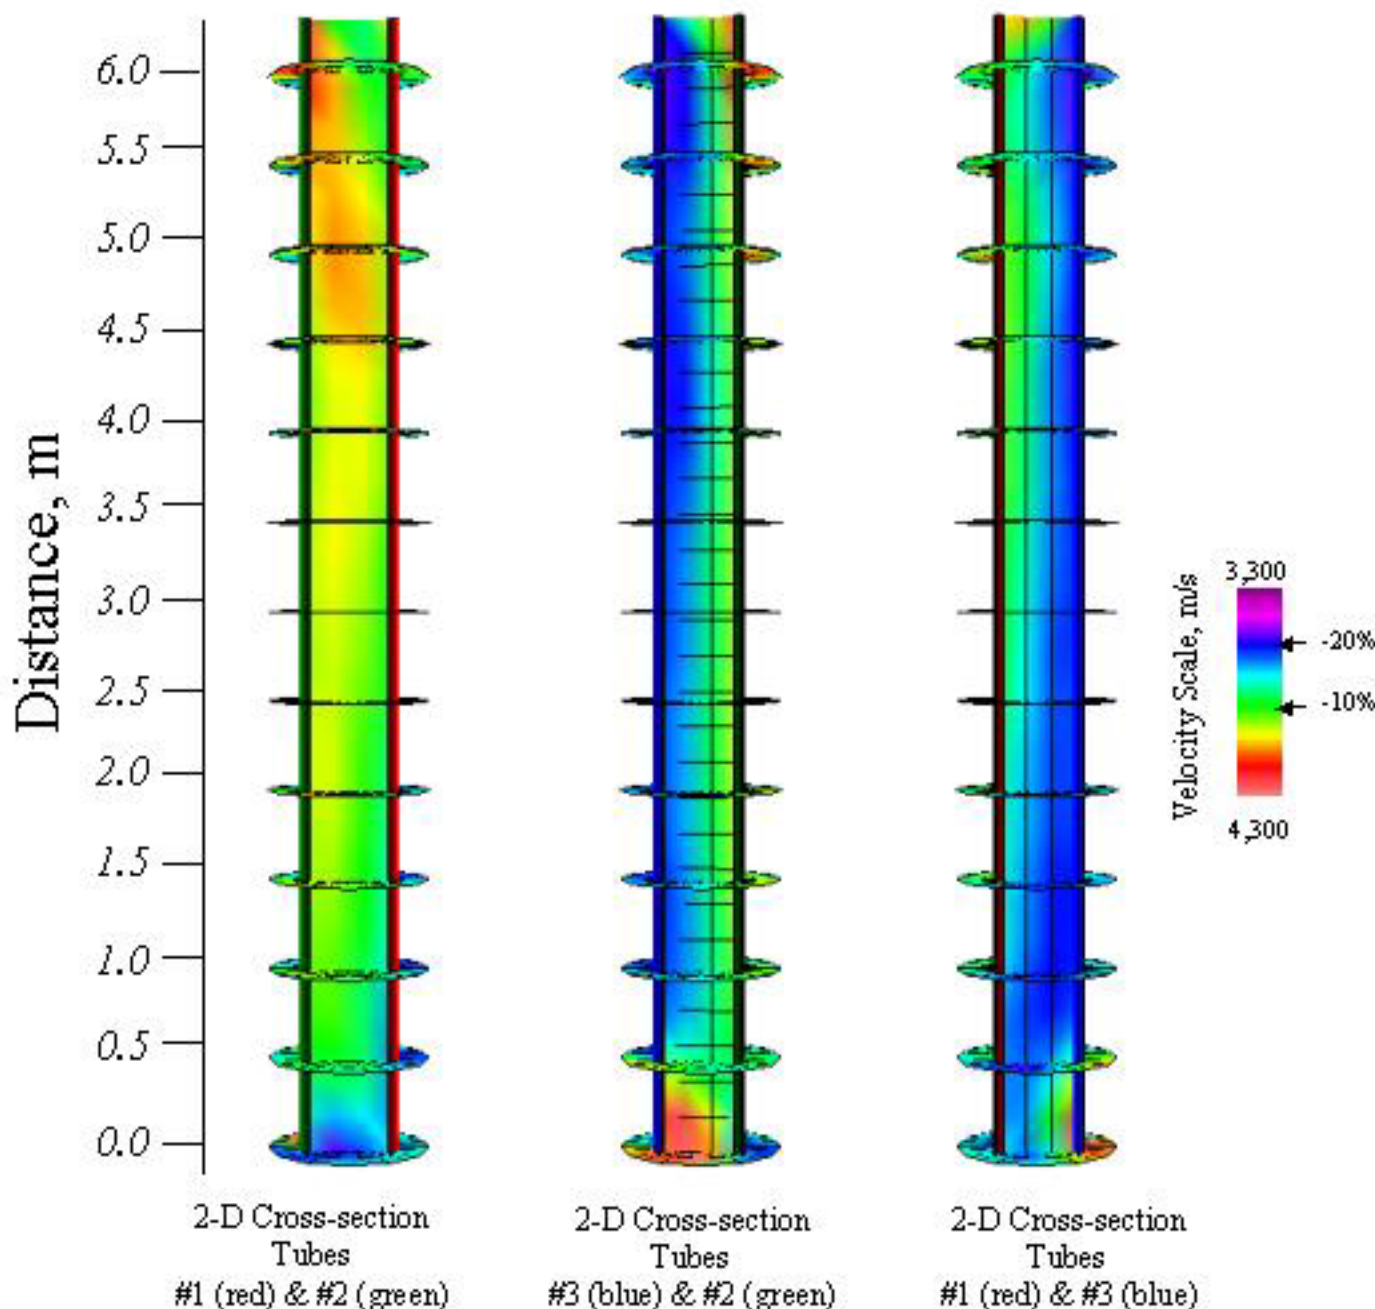 6.0
5.5
5.0
4.5
4.0
3.5
3.0
2.5
2.0
1.5
1.0
0.5
0.0
Distance, m
2-D Cross-section
Tubes
#1 (red) & #2 (green)
2-D Cross-section
Tubes
#3 (blue) & #2 (green)
2-D Cross-section
Tubes
#1 (red) & #3 (blue)
Velocity Scale, m/s
3,300
-20%
-10%
4,300